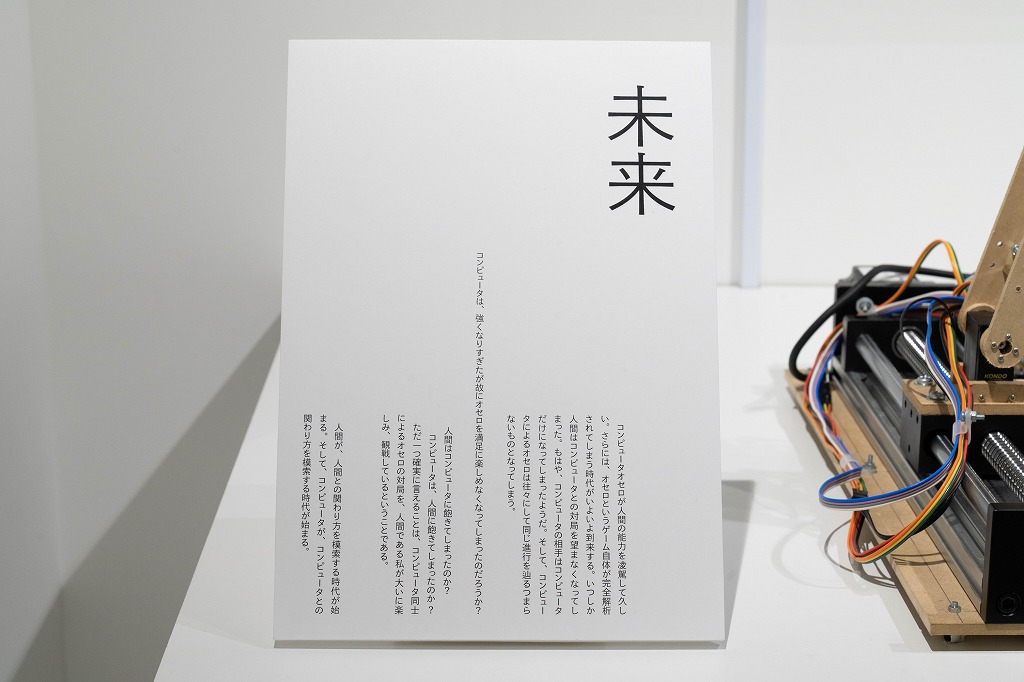 未来
コンピュータオセロが人間の能力を凌駕して久し
い。さらには、オセロというゲーム自体が完全解析
されてしまう時代がいよいよ到来する。いつしか
人間はコンピュータとの対局を望まなくなってし
まった。もはや、コンピュータの相手はコンピュータ
だけになってしまったようだ。そして、コンピュー
タによるオセロは往々にして同じ進行を辿るつまら
ないものとなってしまう。
コンピュータは、強くなりすぎたが故にオセロを満足に楽しめなくなってしまったのだろうか?
人間はコンピュータに飽きてしまったのか?
コンピュータは、人間に飽きてしまったのか?
ただ一つ確実に言えることは、コンピュータ同士
によるオセロの対局を、人間である私が大いに楽
しみ、観戦しているということである。
人間が、人間との関わり方を模索する時代が始
まる。そして、コンピュータが、コンピュータとの
関わり方を模索する時代が始まる。
KONDO